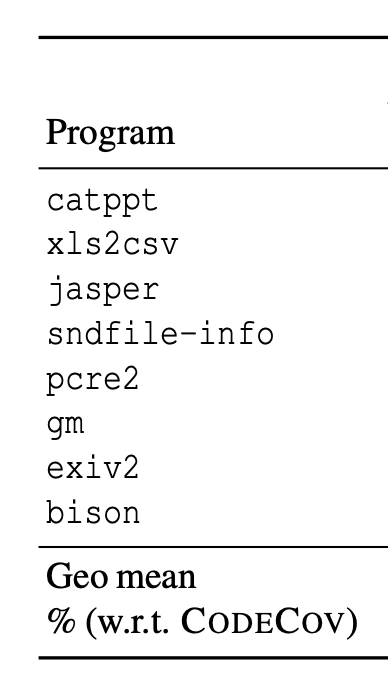 Program
catppt
xls2csv
jasper
sndfile-info
pcre2
gm
exiv2
bison
Geo mean
% (w.r.t. CODECOV)